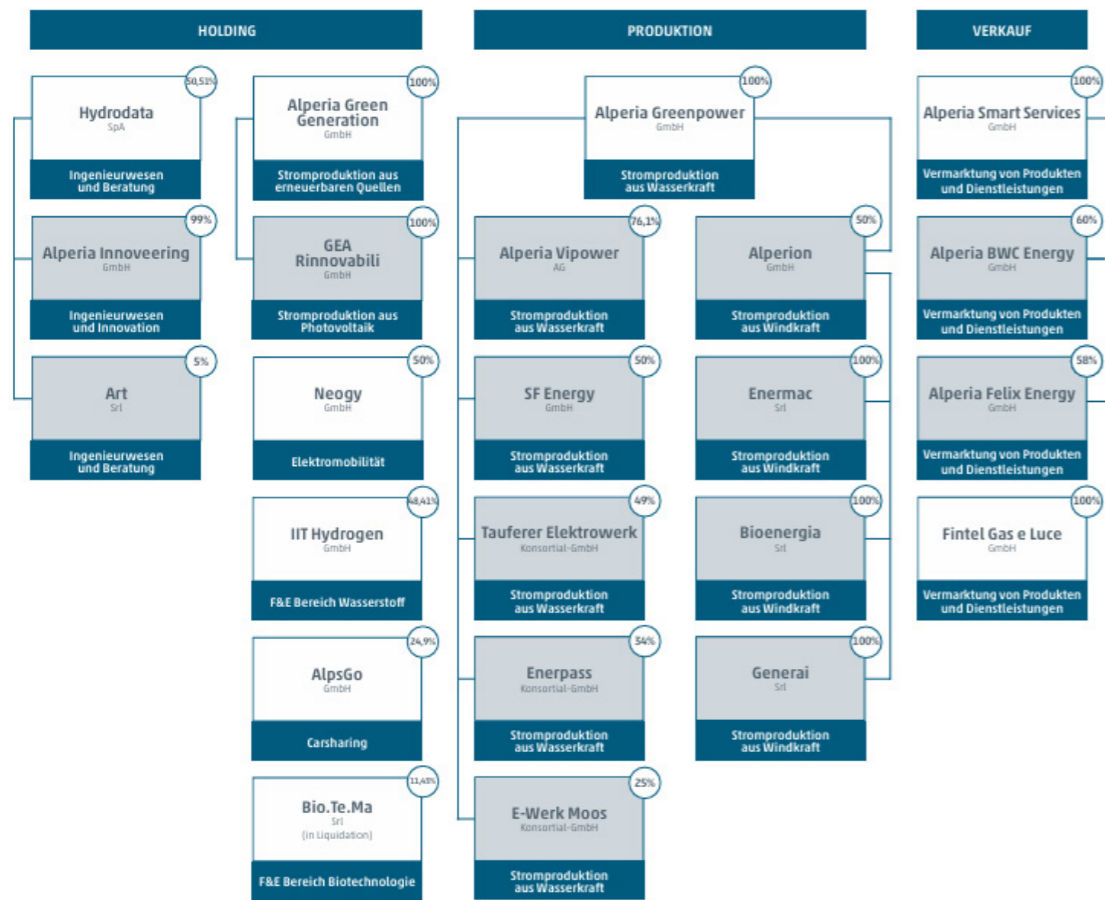 HOLDING
50,51%
Hydrodata
SpA
Ingenieurwesen
und Beratung
99%
Alperia Innoveering
GmbH
Ingenieurwesen
und Innovation
5%
Art
Srl
Ingenieurwesen
und Beratung
100%
Alperia Green
Generation
GmbH
Stromproduktion aus
erneuerbaren Quellen
100%
GEA
Rinnovabili
GmbH
Stromproduktion aus
Photovoltaik
50%
Neogy
GmbH
Elektromobilität
48,41%
IIT Hydrogen
GmbH
F&E Bereich Wasserstoff
24,9%
AlpsGo
GmbH
Carsharing
11,43%
Bio.Te.Ma
Srl
(in Liquidation)
F&E Bereich Biotechnologie
PRODUKTION
100%
Alperia Greenpower
GmbH
Stromproduktion
aus Wasserkraft
76,1%
Alperia Vipower
AG
Stromproduktion
aus Wasserkraft
50%
SF Energy
GmbH
Stromproduktion
aus Wasserkraft
49%
Tauferer Elektrowerk
Konsortial-GmbH
Stromproduktion
aus Wasserkraft
34%
Enerpass
Konsortial-GmbH
Stromproduktion
aus Wasserkraft
25%
E-Werk Moos
Konsortial-GmbH
Stromproduktion
aus Wasserkraft
50%
Alperion
GmbH
Stromproduktion
aus Windkraft
100%
Enermac
Srl
Stromproduktion
aus Windkraft
100%
Bioenergia
Srl
Stromproduktion
aus Windkraft
100%
Generai
Srl
Stromproduktion
aus Windkraft
VERKAUF
100%
Alperia Smart Services
GmbH
Vermarktung von Produkten
und Dienstleistungen
60%
Alperia BWC Energy
GmbH
Vermarktung von Produkten
und Dienstleistungen
58%
Alperia Felix Energy
GmbH
Vermarktung von Produkten
und Dienstleistungen
100%
Fintel Gas e Luce
GmbH
Vermarktung von Produkten
und Dienstleistungen